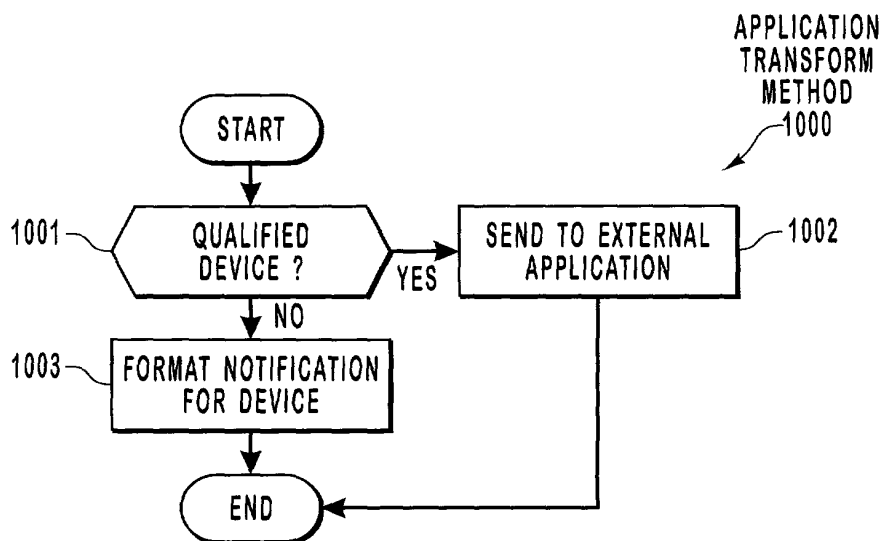 APPLICATION
TRANSFORM
METHOD
1000
START
1001
QUALIFIED
DEVICE ?
YES
SEND TO EXTERNAL
APPLICATION
1002
NO
1003
FORMAT NOTIFICATION
FOR DEVICE
END